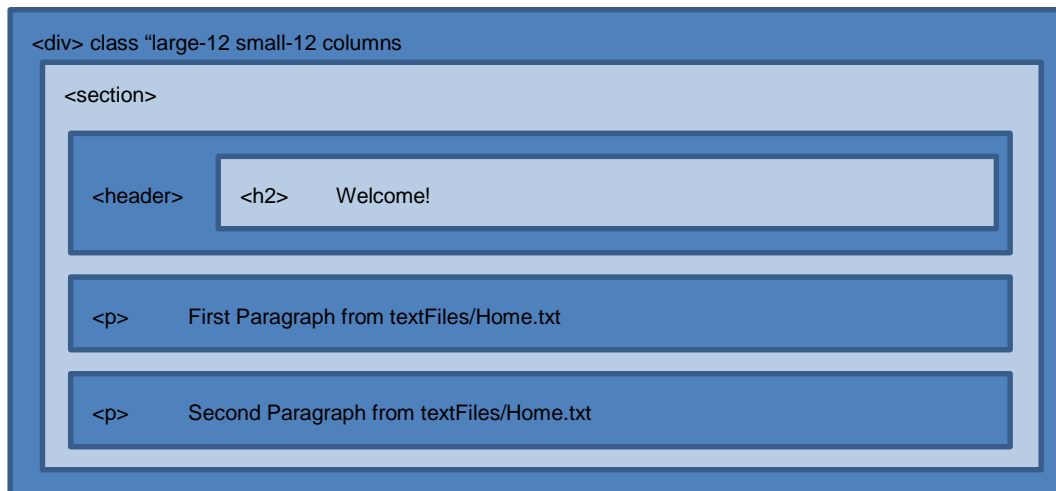 <div> class “large-12 small-12 columns
<section>
<header> <h2> Welcome!
<p> First Paragraph from textFiles/Home.txt
<p> Second Paragraph from textFiles/Home.txt